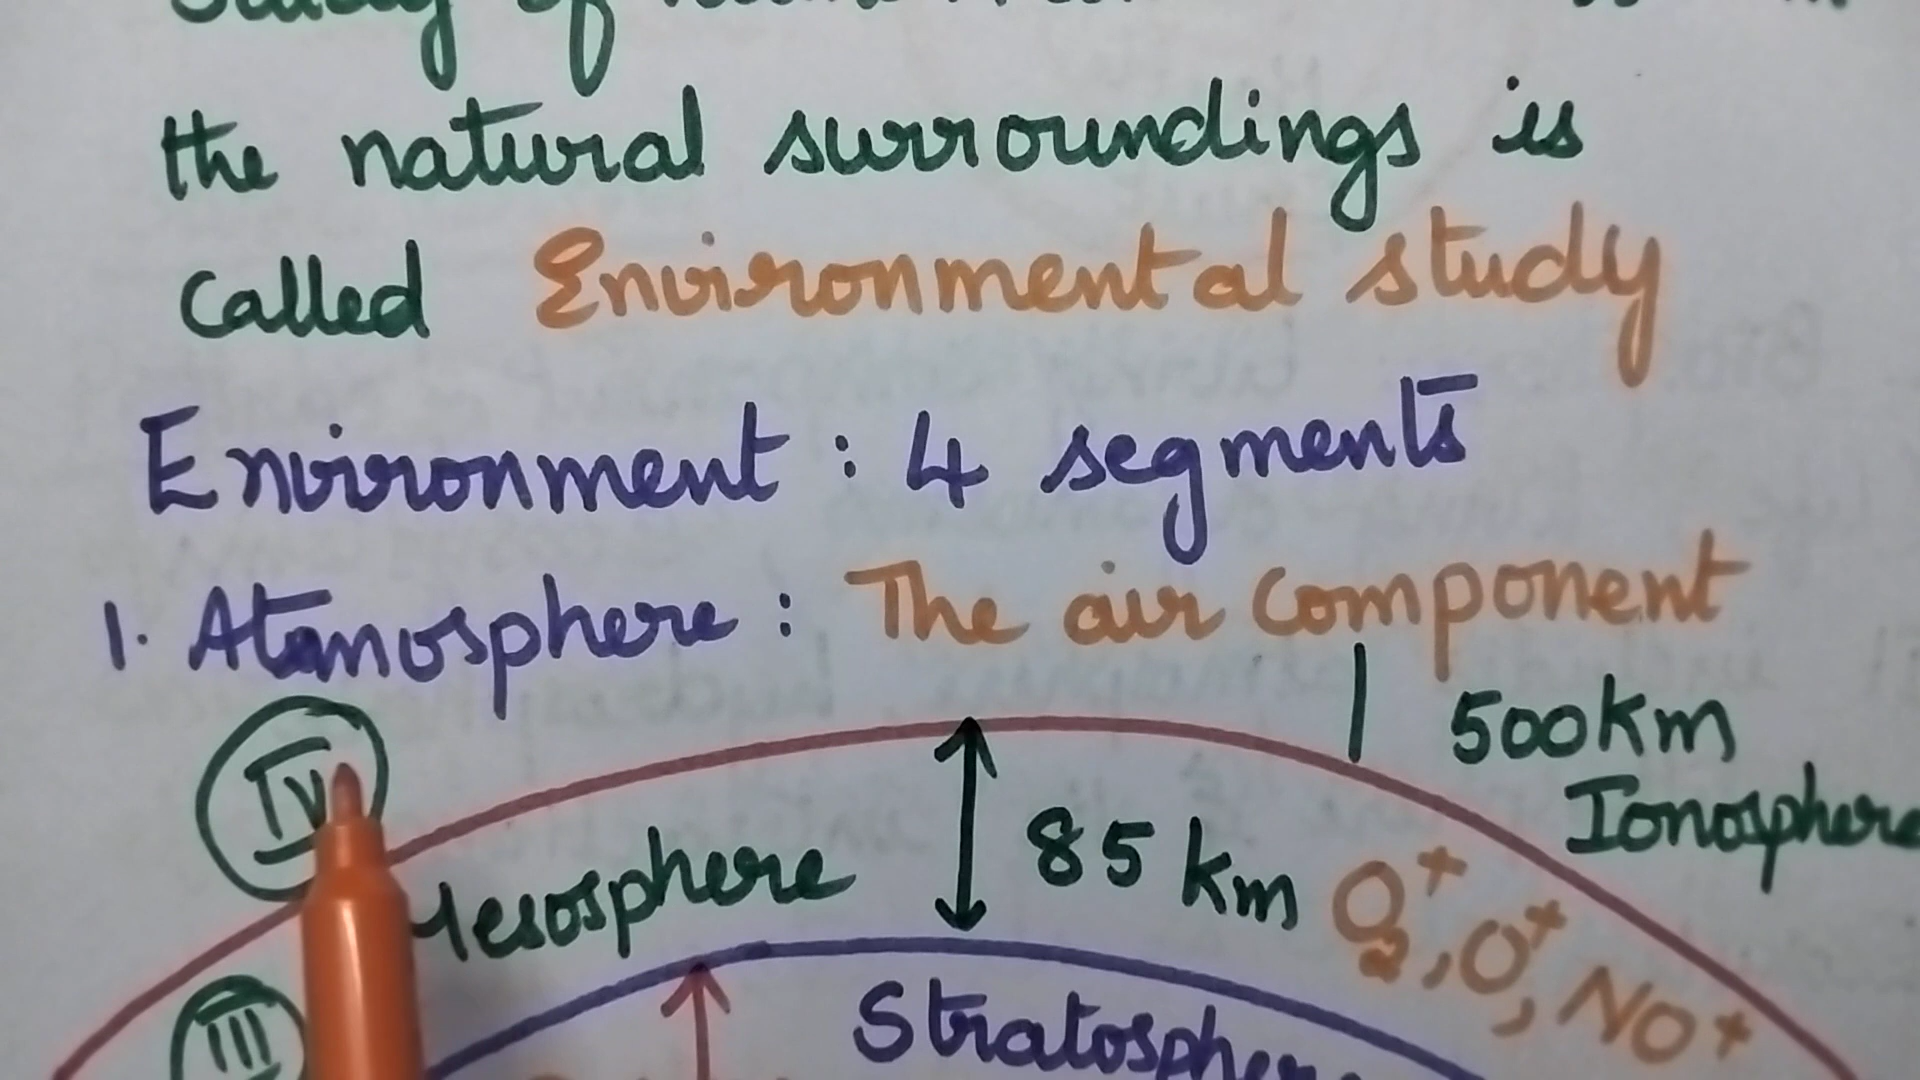 the natural surroundings is
called Environmental study
Environment : 4 segments
1. Atmosphere : The air component
500km
IV
Ionosphere
Mesosphere
85 km
O2+, O+, NO+
III
Stratosphere